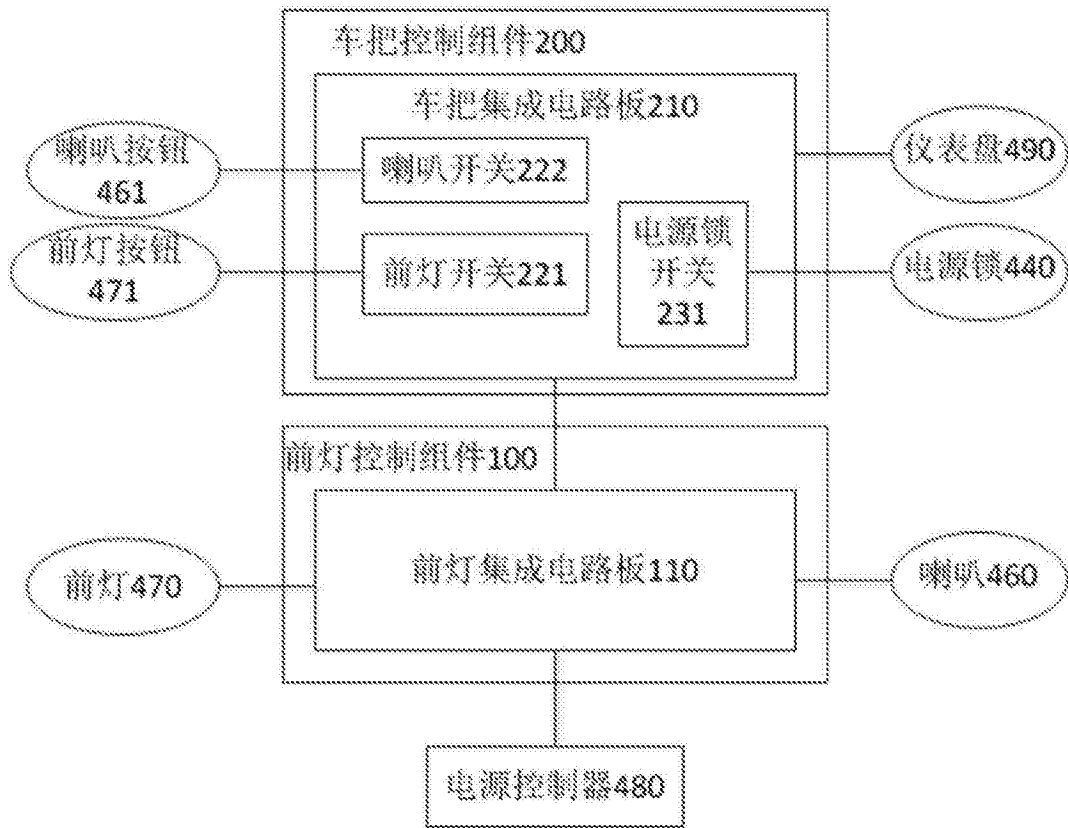 车把控制组件200
车把集成电路板210
喇叭按钮
461
喇叭开关222
仪表盘490
前灯按钮
471
前灯开关221
电源锁
开关
231
电源锁440
前灯控制组件100
前灯470
前灯集成电路板110
喇叭460
电源控制器480